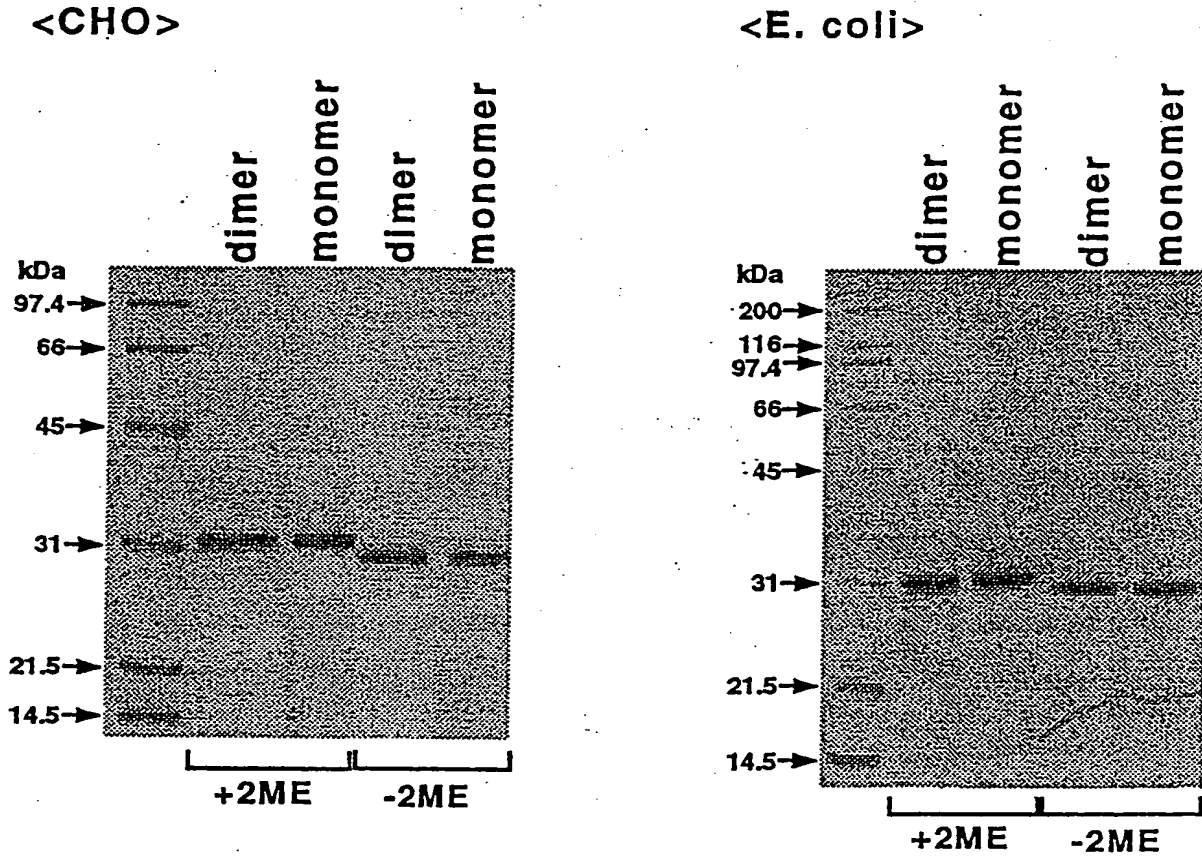 <CHO>
dimer
monomer
dimer
monomer
kDa
97.4
66
45
31
21.5
14.5
+2ME
-2ME
<E. coli>
dimer
monomer
dimer
monomer
kDa
200
116
97.4
66
45
31
21.5
14.5
+2ME
-2ME